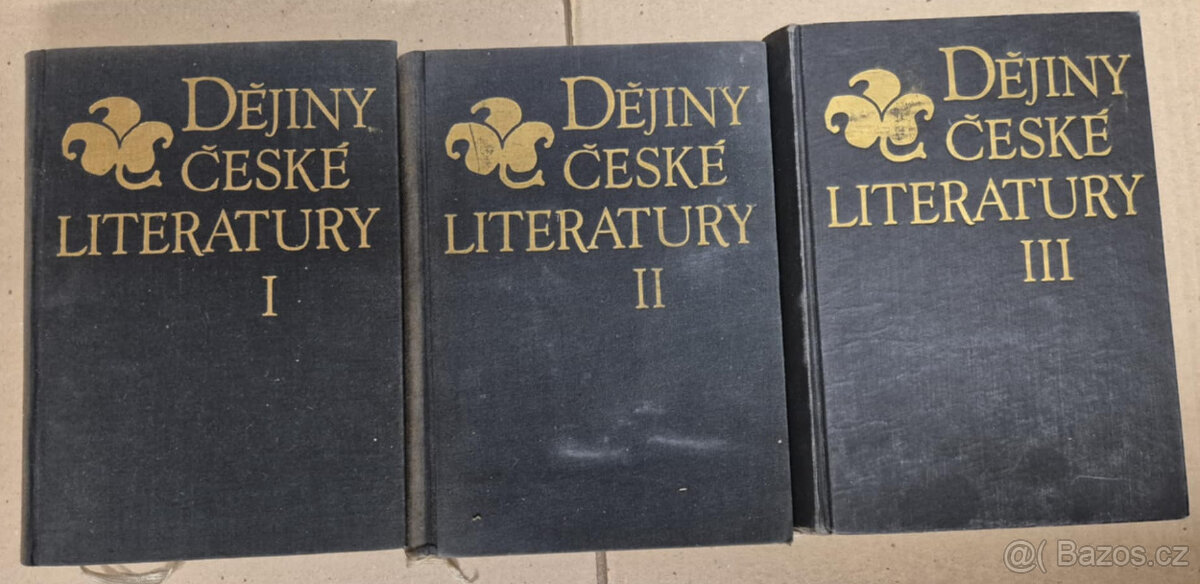 DĚJINY
ČESKÉ
LITERATURY
I
DĚJINY
ČESKÉ
LITERATURY
II
DĚJINY
ČESKÉ
LITERATURY
III
@( Bazos.cz